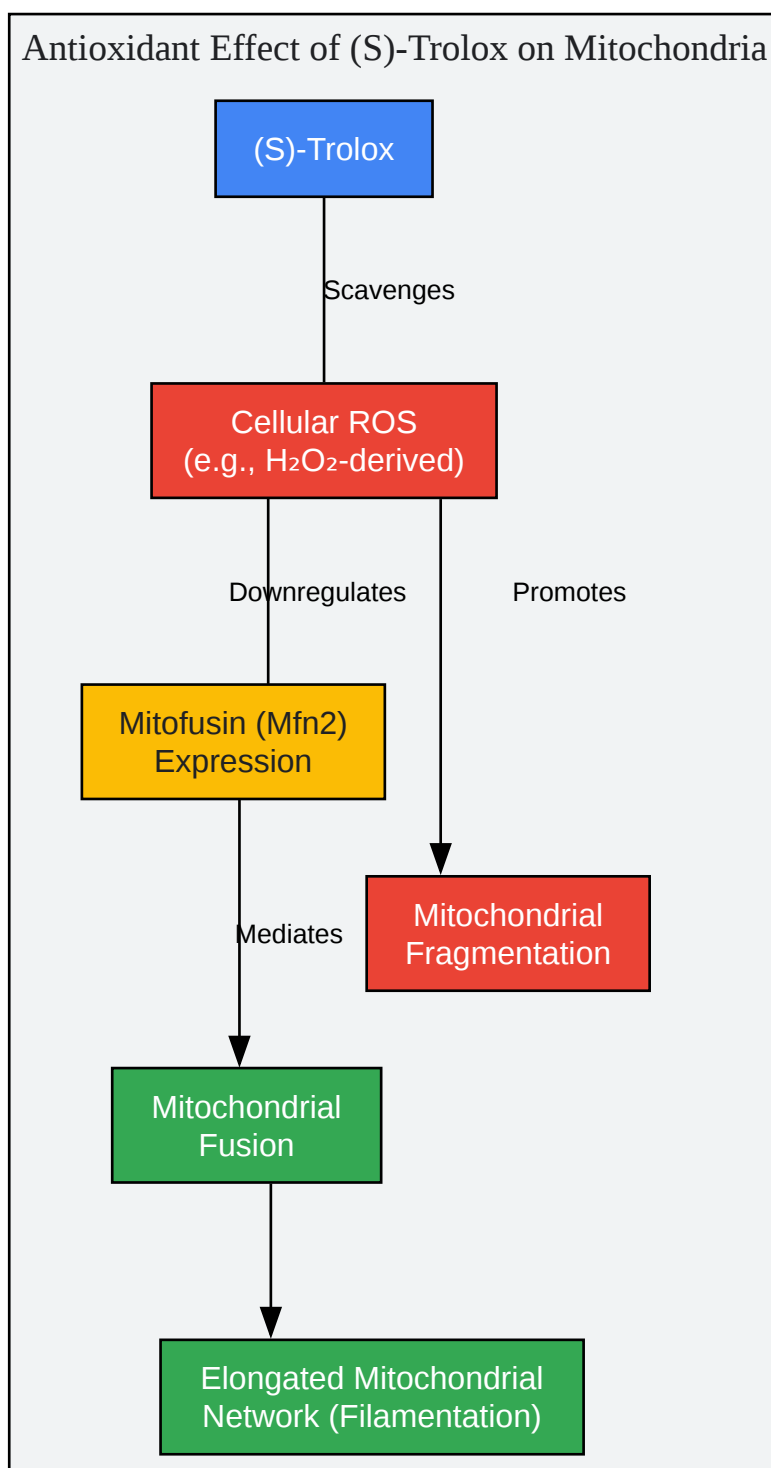 Antioxidant Effect of (S)-Trolox on Mitochondria
(S)-Trolox
Scavenges
Cellular ROS
(e.g., H₂O₂-derived)
Downregulates
Promotes
Mitofusin (Mfn2)
Expression
Mitochondrial
Fragmentation
Mediates
Mitochondrial
Fusion
Elongated Mitochondrial
Network (Filamentation)